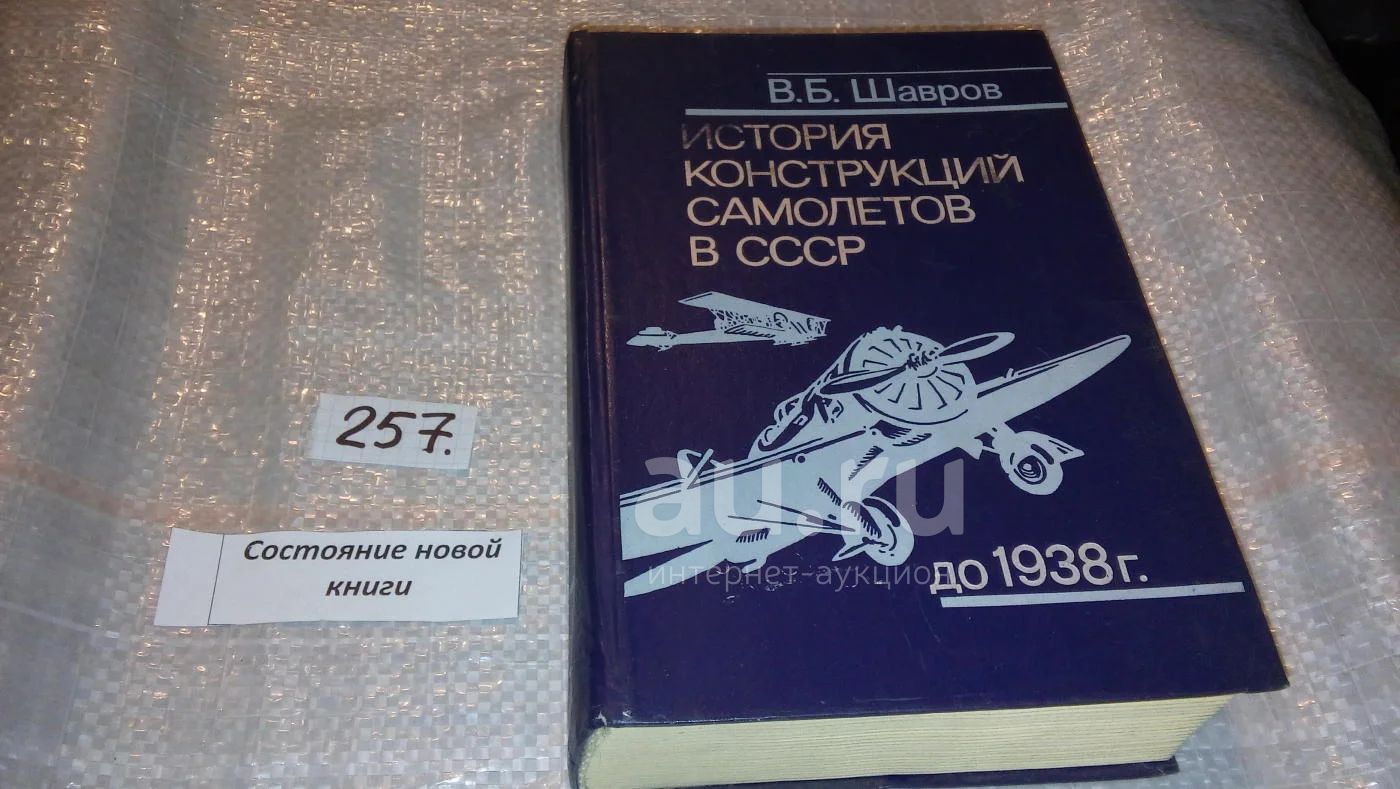 В.Б. Шавров
ИСТОРИЯ
КОНСТРУКЦИЙ
САМОЛЕТОВ
В СССР
257.
au.ru
Состояние новой
книги
интернет-аукцион
до 1938 г.